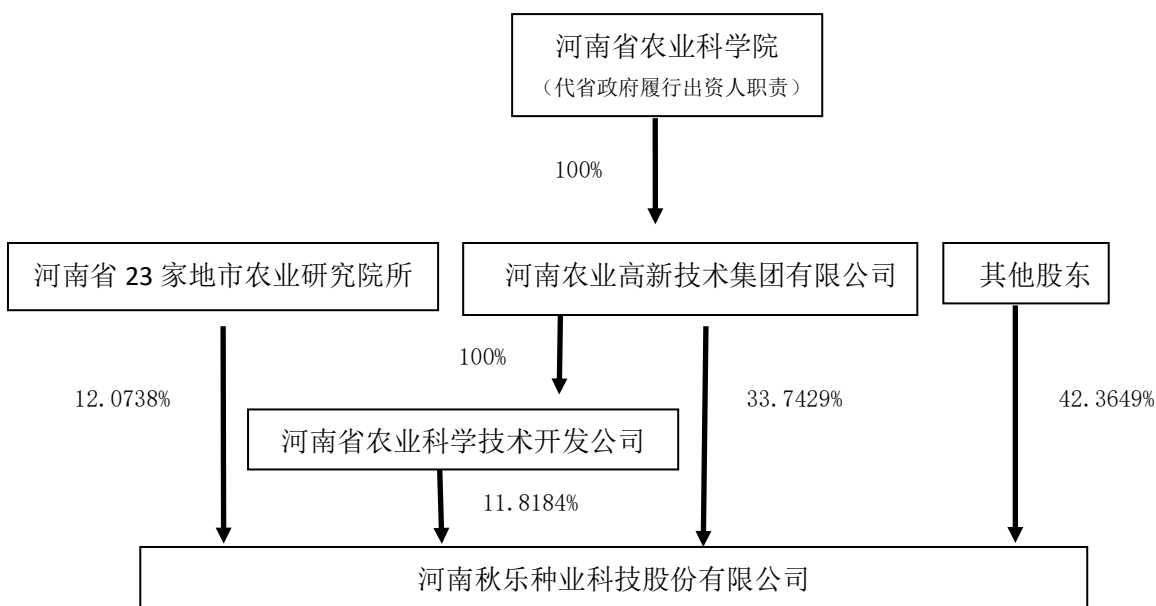 河南省农业科学院
（代省政府履行出资人职责）
100%
河南省 23 家地市农业研究院所
河南农业高新技术集团有限公司
其他股东
100%
12.0738%
33.7429%
42.3649%
河南省农业科学技术开发公司
11.8184%
河南秋乐种业科技股份有限公司